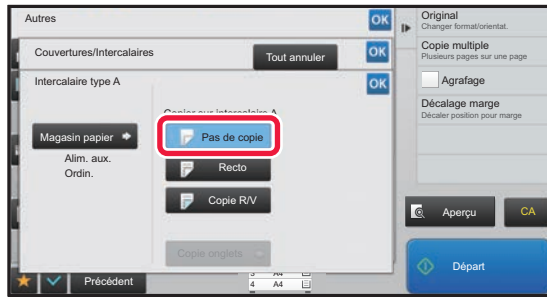 Autres
OK
Couvertures/Intercalaires
Tout annuler
OK
Intercalaire type A
OK
Copier sur intercalaire A
Magasin papier
Alim. aux.
Ordin.
Pas de copie
Recto
Copie R/V
Copie onglets
Précédent
3 A4
4 A4
Original
Changer format/orientat.
Copie multiple
Plusieurs pages sur une page
Agrafage
Décalage marge
Décaler position pour marge
Aperçu
CA
Départ